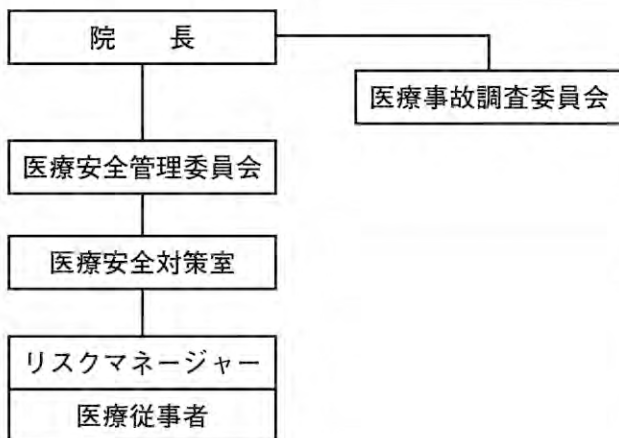 院　　長
医療事故調査委員会
医療安全管理委員会
医療安全対策室
リスクマネージャー
医療従事者